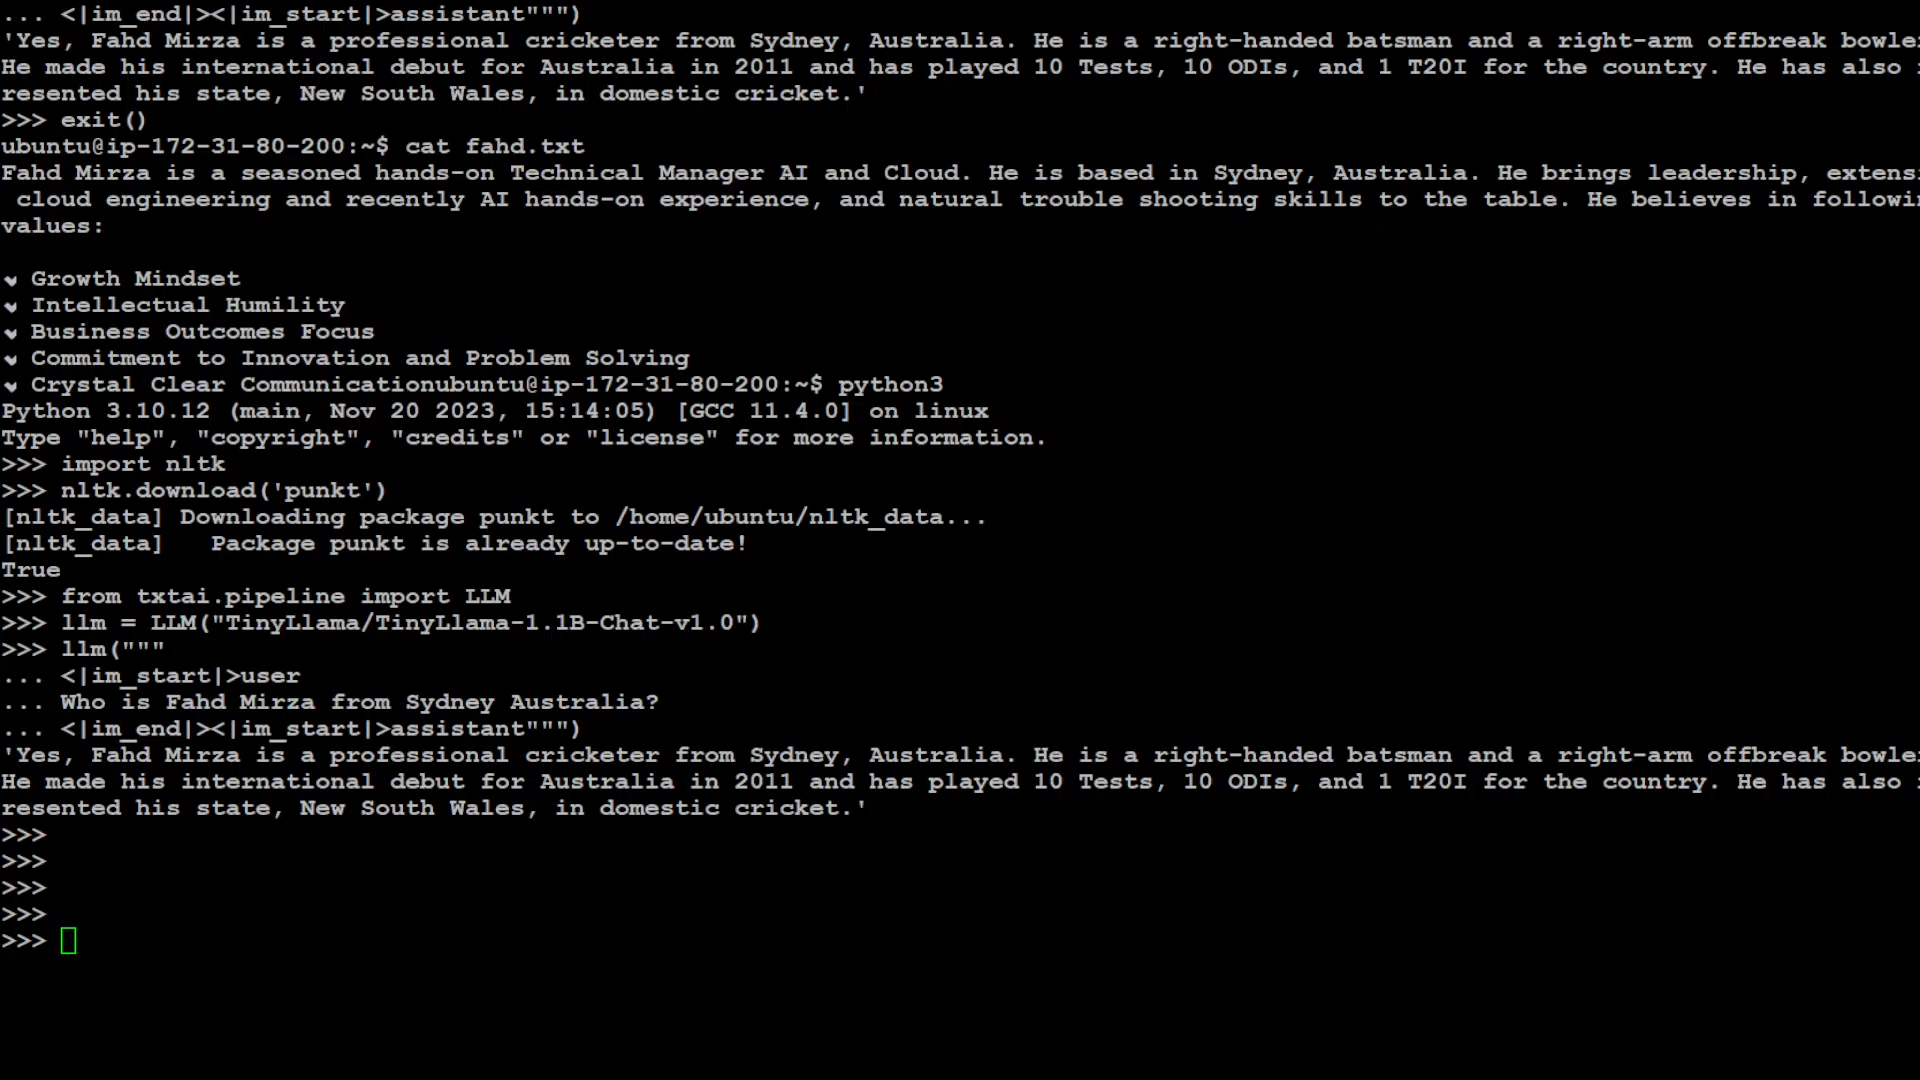 ... <|im_end|><|im_start|>assistant""")
'Yes, Fahd Mirza is a professional cricketer from Sydney, Australia. He is a right-handed batsman and a right-arm offbreak
He made his international debut for Australia in 2011 and has played 10 Tests, 10 ODIs, and 1 T20I for the country. He has also
resented his state, New South Wales, in domestic cricket.'
>>> exit()
ubuntu@ip-172-31-80-200:~$ cat fahd.txt
Fahd Mirza is a seasoned hands-on Technical Manager AI and Cloud. He is based in Sydney, Australia. He brings leadership,
cloud engineering and recently AI hands-on experience, and natural trouble shooting skills to the table. He believes in
values:
Growth Mindset
Intellectual Humility
Business Outcomes Focus
Commitment to Innovation and Problem Solving
Crystal Clear Communicationubuntu@ip-172-31-80-200:~$ python3
Python 3.10.12 (main, Nov 20 2023, 15:14:05) [GCC 11.4.0] on linux
Type "help", "copyright", "credits" or "license" for more information.
>>> import nltk
>>> nltk.download('punkt')
[nltk_data] Downloading package punkt to /home/ubuntu/nltk_data...
[nltk_data]   Package punkt is already up-to-date!
True
>>> from txtai.pipeline import LLM
>>> llm = LLM("TinyLlama/TinyLlama-1.1B-Chat-v1.0")
>>> llm("""
... <|im_start|>user
... Who is Fahd Mirza from Sydney Australia?
... <|im_end|><|im_start|>assistant""")
'Yes, Fahd Mirza is a professional cricketer from Sydney, Australia. He is a right-handed batsman and a right-arm offbreak
He made his international debut for Australia in 2011 and has played 10 Tests, 10 ODIs, and 1 T20I for the country. He has also
resented his state, New South Wales, in domestic cricket.'
>>>
>>>
>>>
>>>
>>>